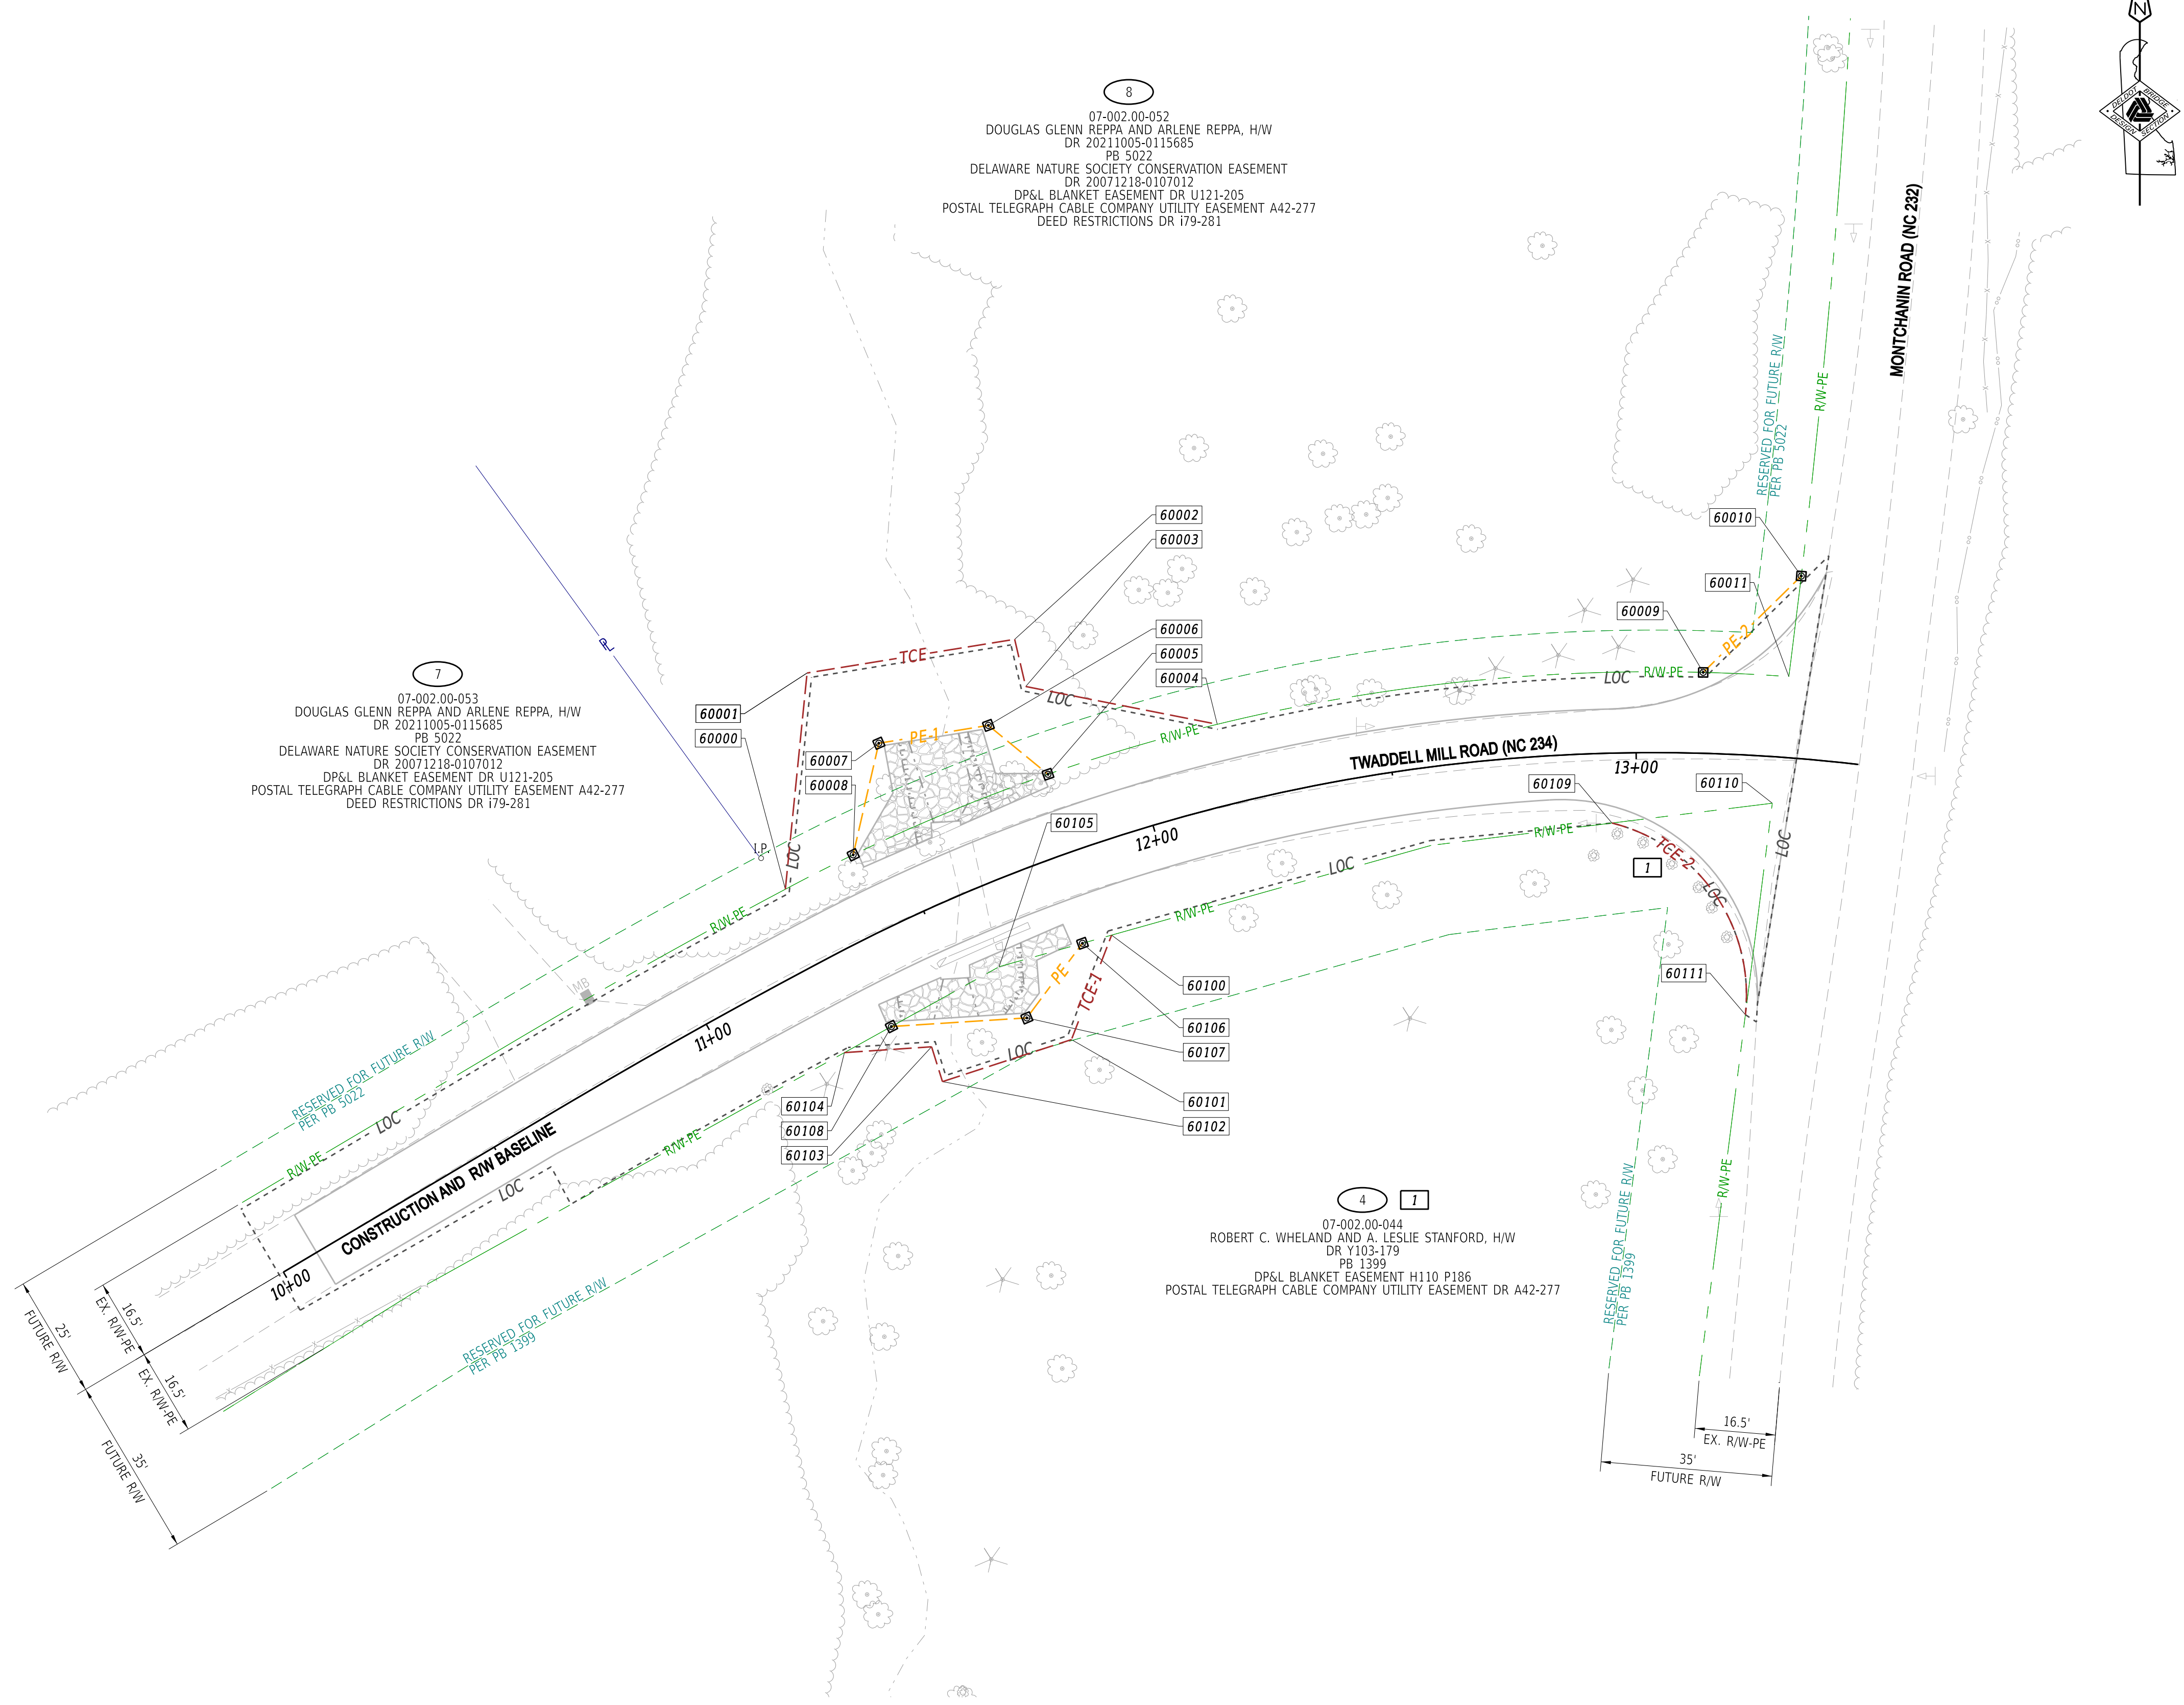 N
DELDOT BRIDGE
DESIGN SECTION
8
07-002.00-052
DOUGLAS GLENN REPPA AND ARLENE REPPA, H/W
DR 20211005-0115685
PB 5022
DELAWARE NATURE SOCIETY CONSERVATION EASEMENT
DR 20071218-0107012
DP&L BLANKET EASEMENT DR U121-205
POSTAL TELEGRAPH CABLE COMPANY UTILITY EASEMENT A42-277
DEED RESTRICTIONS DR i79-281
MONTCHANIN ROAD (NC 232)
RESERVED FOR FUTURE R/W
PER PB 5022
R/W-PE
60002
60003
60010
60011
60009
60006
60005
60004
PE-2
R/W-PE
LOC
TCE
LOC
PL
7
07-002.00-053
DOUGLAS GLENN REPPA AND ARLENE REPPA, H/W
DR 20211005-0115685
PB 5022
DELAWARE NATURE SOCIETY CONSERVATION EASEMENT
DR 20071218-0107012
DP&L BLANKET EASEMENT DR U121-205
POSTAL TELEGRAPH CABLE COMPANY UTILITY EASEMENT A42-277
DEED RESTRICTIONS DR i79-281
60001
60000
60007
60008
PE-1
R/W-PE
TWADDELL MILL ROAD (NC 234)
13+00
60109
60110
60105
12+00
I.P.
LOC
R/W-PE
LOC
TCE-2
1
LOC
LOC
R/W-PE
R/W-PE
MB
60111
60100
60106
60107
PE
TCE-1
LOC
11+00
60101
60102
60104
60108
60103
RESERVED FOR FUTURE R/W
PER PB 5022
LOC
R/W-PE
R/W-PE
CONSTRUCTION AND R/W BASELINE
LOC
10+00
4
1
07-002.00-044
ROBERT C. WHELAND AND A. LESLIE STANFORD, H/W
DR Y103-179
PB 1399
DP&L BLANKET EASEMENT H110 P186
POSTAL TELEGRAPH CABLE COMPANY UTILITY EASEMENT DR A42-277
RESERVED FOR FUTURE R/W
PER PB 1399
R/W-PE
RESERVED FOR FUTURE R/W
PER PB 1399
25'
FUTURE R/W
16.5'
EX. R/W-PE
16.5'
EX. R/W-PE
35'
FUTURE R/W
16.5'
EX. R/W-PE
35'
FUTURE R/W